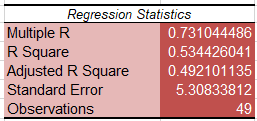 Regression Statistics
Multiple R 0.731044486
R Square 0.534426041
Adjusted R Square 0.492101135
Standard Error 5.30833812
Observations 49